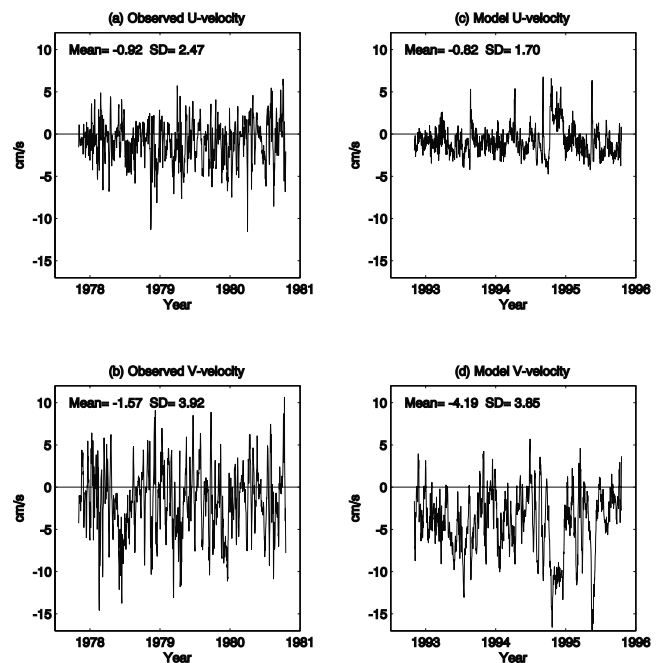 (a) Observed U-velocity
Mean= -0.92 SD= 2.47
10
5
0
-5
-10
-15
cm/s
1978 1979 1980 1981
Year
(c) Model U-velocity
Mean= -0.82 SD= 1.70
10
5
0
-5
-10
-15
cm/s
1993 1994 1995 1996
Year
(b) Observed V-velocity
Mean= -1.57 SD= 3.92
10
5
0
-5
-10
-15
cm/s
1978 1979 1980 1981
Year
(d) Model V-velocity
Mean= -4.19 SD= 3.85
10
5
0
-5
-10
-15
cm/s
1993 1994 1995 1996
Year